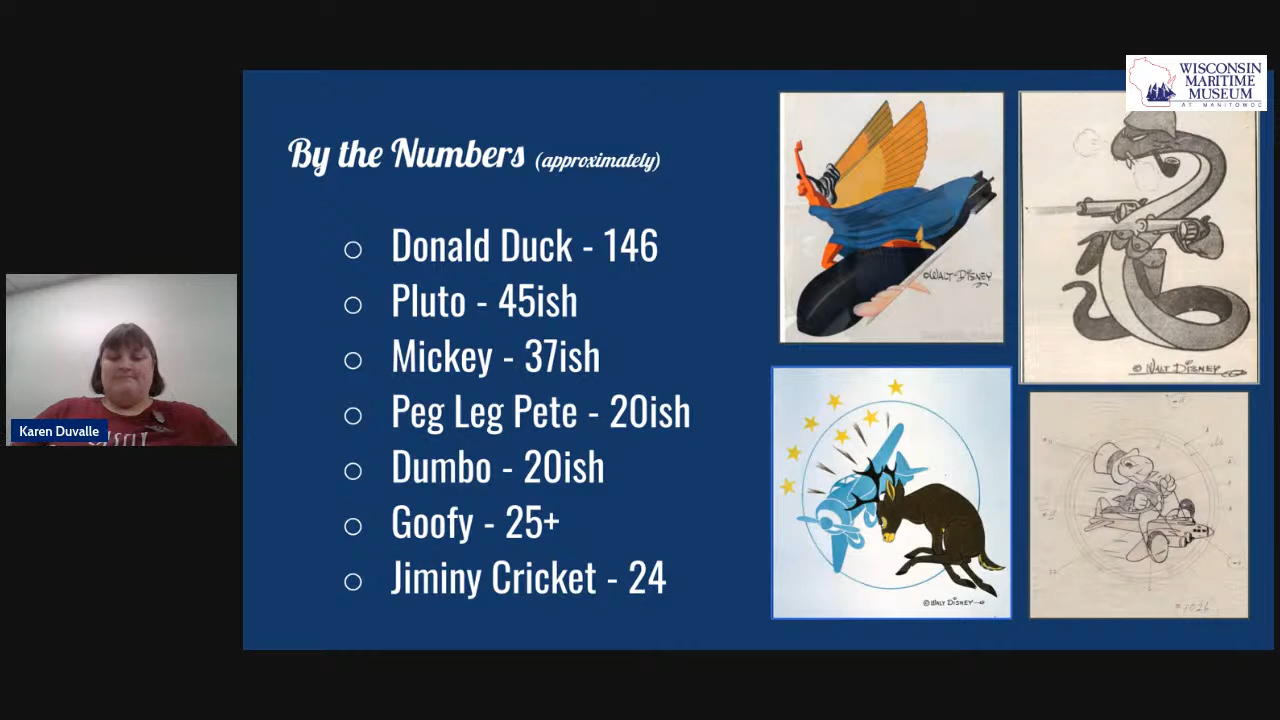 WISCONSIN
MARITIME
MUSEUM
AT MANITOWOC
By the Numbers (approximately)
Donald Duck - 146
Pluto - 45ish
Mickey - 37ish
Peg Leg Pete - 20ish
Dumbo - 20ish
Goofy - 25+
Jiminy Cricket - 24
Karen Duvalle
© WALT DISNEY
© WALT DISNEY
© WALT DISNEY